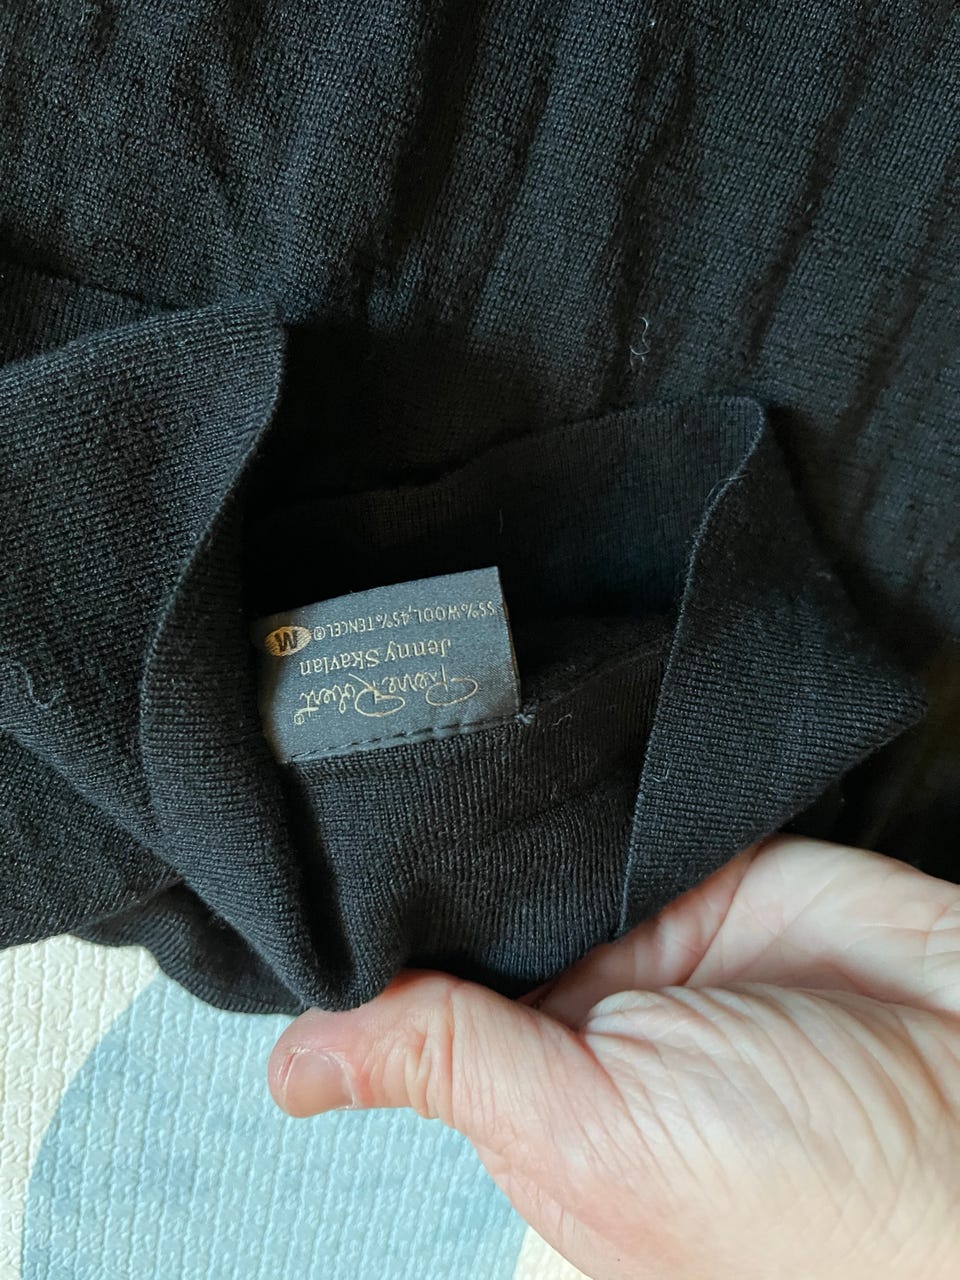 Pierre Robert®
Jenny Skavlan
55% WOOL, 45% TENCEL® M